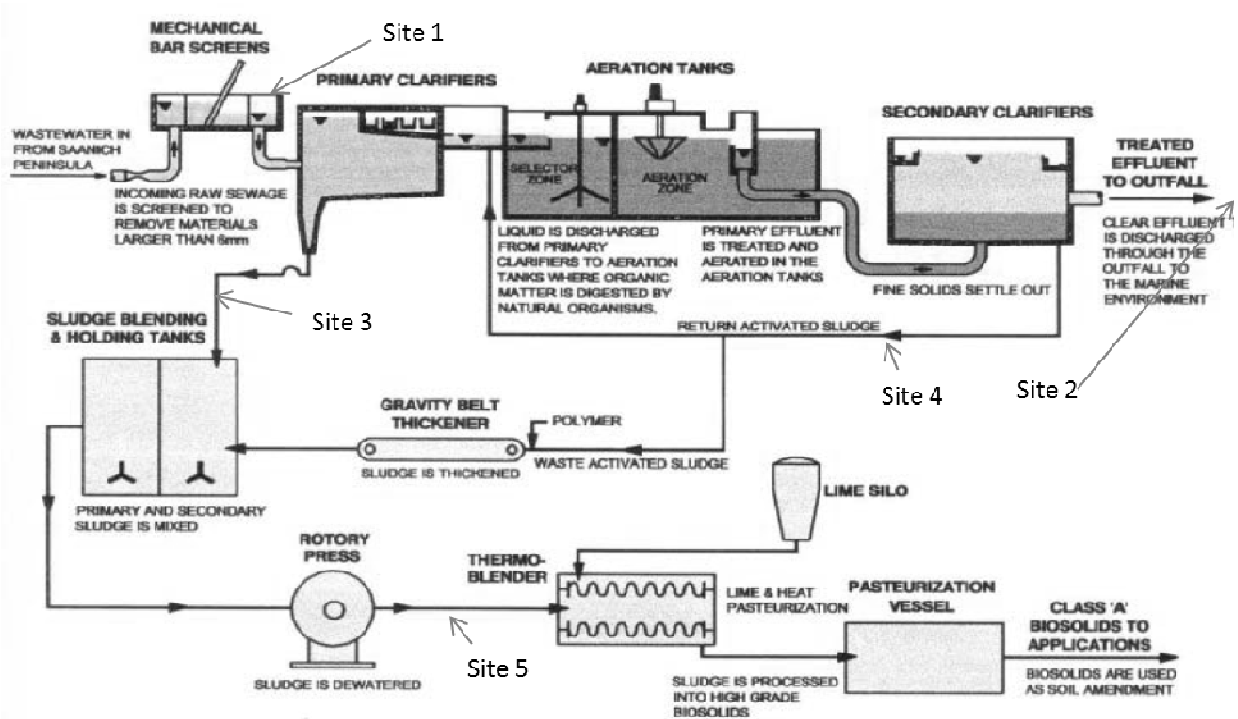 MECHANICAL
BAR SCREENS
Site 1
PRIMARY CLARIFIERS
AERATION TANKS
SECONDARY CLARIFIERS
WASTEWATER IN
FROM SAANICH
PENINSULA
INCOMING RAW SEWAGE
IS SCREENED TO
REMOVE MATERIALS
LARGER THAN 6mm
SELECTOR
ZONE
AERATION
ZONE
TREATED
EFFLUENT
TO OUTFALL
LIQUID IS DISCHARGED
FROM PRIMARY
CLARIFIERS TO AERATION
TANKS WHERE ORGANIC
MATTER IS DIGESTED BY
NATURAL ORGANISMS.
PRIMARY EFFLUENT
IS TREATED AND
AERATED IN THE
AERATION TANKS
FINE SOLIDS SETTLE OUT
CLEAR EFFLUENT
IS DISCHARGED
THROUGH THE
OUTFALL TO
THE MARINE
ENVIRONMENT
Site 3
SLUDGE BLENDING
& HOLDING TANKS
RETURN ACTIVATED SLUDGE
Site 4
Site 2
GRAVITY BELT
THICKENER
POLYMER
SLUDGE IS THICKENED
WASTE ACTIVATED SLUDGE
PRIMARY AND SECONDARY
SLUDGE IS MIXED
LIME SILO
ROTORY
PRESS
THERMO-
BLENDER
LIME & HEAT
PASTEURIZATION
PASTEURIZATION
VESSEL
CLASS 'A'
BIOSOLIDS TO
APPLICATIONS
Site 5
SLUDGE IS DEWATERED
SLUDGE IS PROCESSED
INTO HIGH GRADE
BIOSOLIDS
BIOSOLIDS ARE USED
AS SOIL AMENDMENT